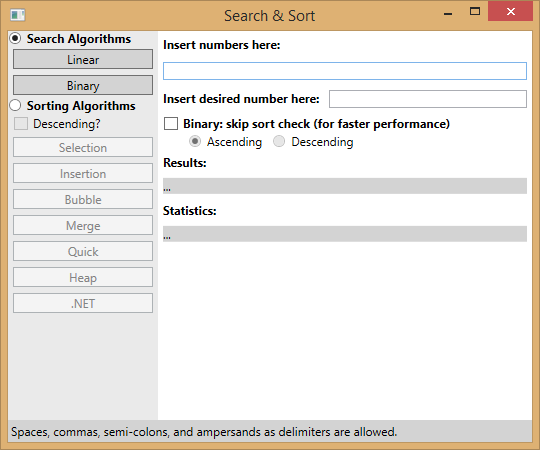 Search & Sort
Search Algorithms
Linear
Binary
Sorting Algorithms
Descending?
Selection
Insertion
Bubble
Merge
Quick
Heap
.NET
Insert numbers here:
Insert desired number here:
Binary: skip sort check (for faster performance)
Ascending Descending
Results:
...
Statistics:
...
Spaces, commas, semi-colons, and ampersands as delimiters are allowed.